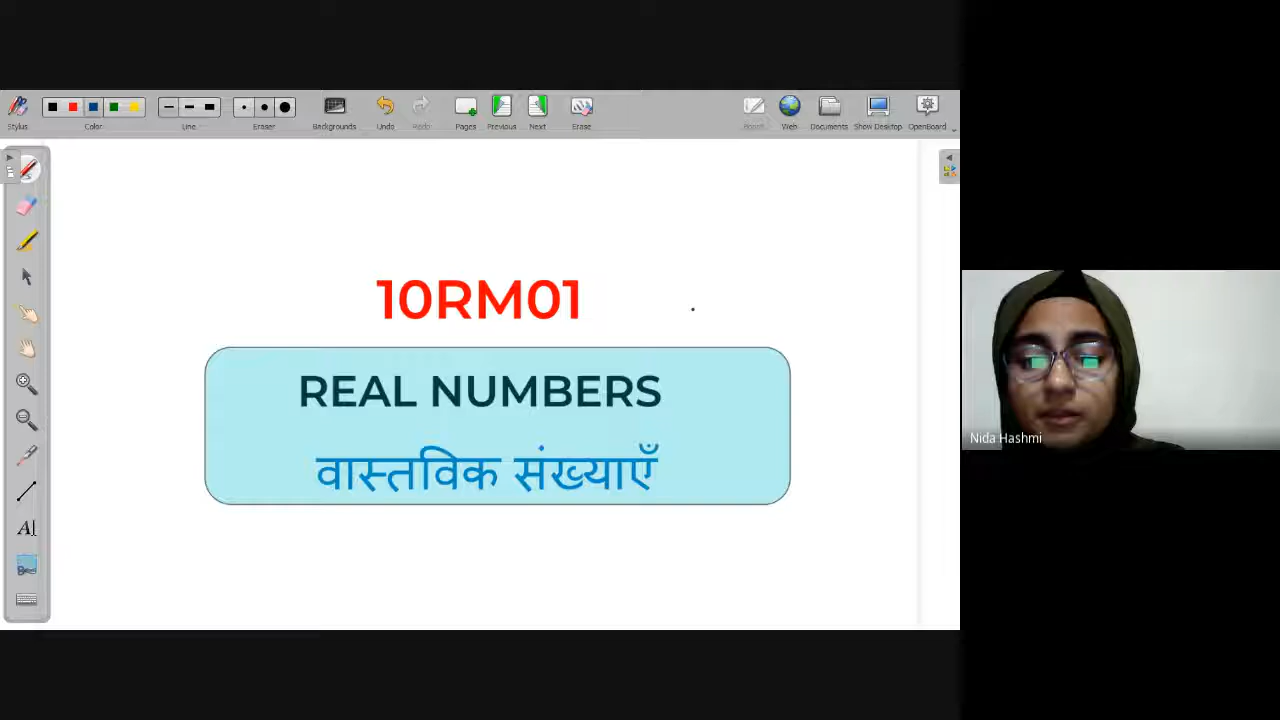 Stylus Color Line Eraser Backgrounds Undo Redo Pages Previous Next Erase Board Web Documents Show Desktop OpenBoard
10RM01
REAL NUMBERS
वास्तविक संख्याएँ
Nida Hashmi